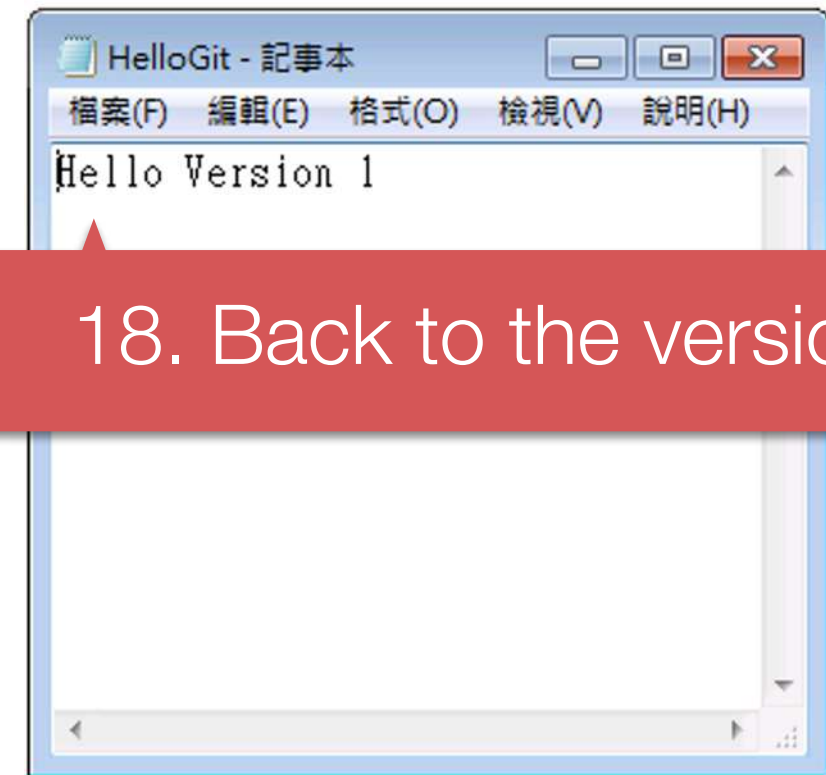 HelloGit - 記事本
檔案(F) 編輯(E) 格式(O) 檢視(V) 說明(H)
Hello Version 1
18. Back to the